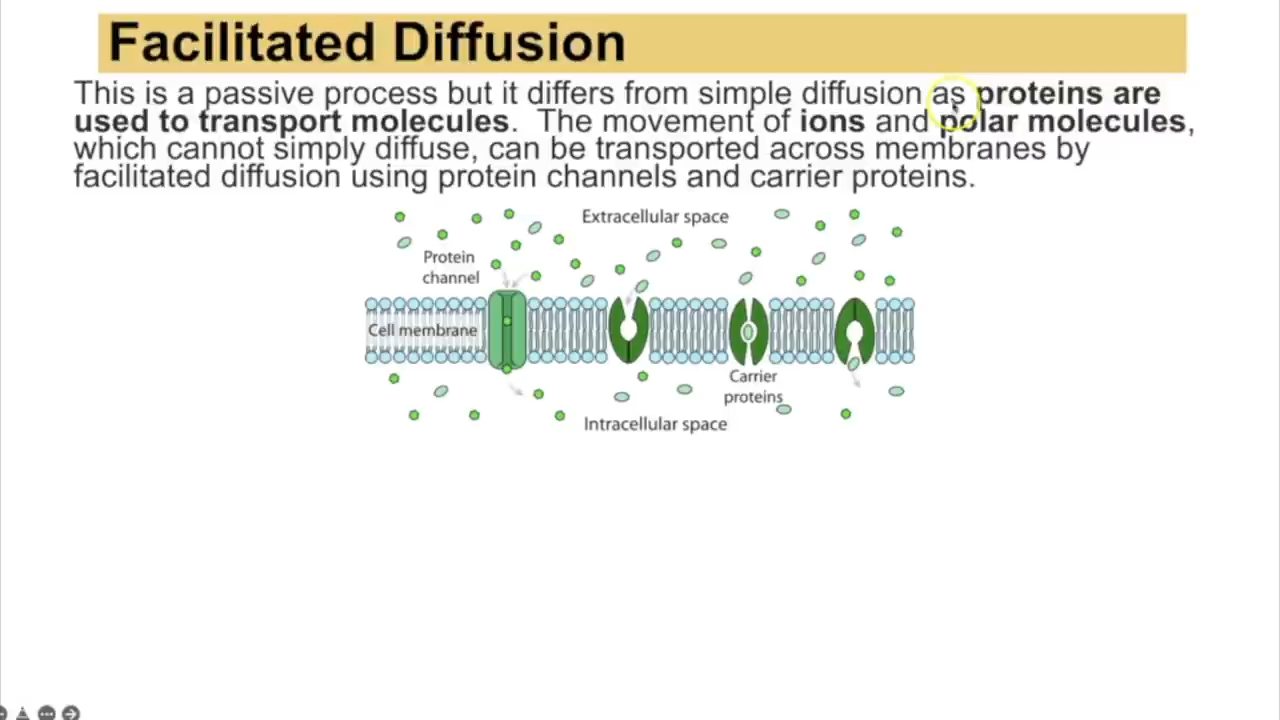 Facilitated Diffusion
This is a passive process but it differs from simple diffusion as proteins are
used to transport molecules. The movement of ions and polar molecules,
which cannot simply diffuse, can be transported across membranes by
facilitated diffusion using protein channels and carrier proteins.
Extracellular space
Protein
channel
Cell membrane
Carrier
proteins
Intracellular space